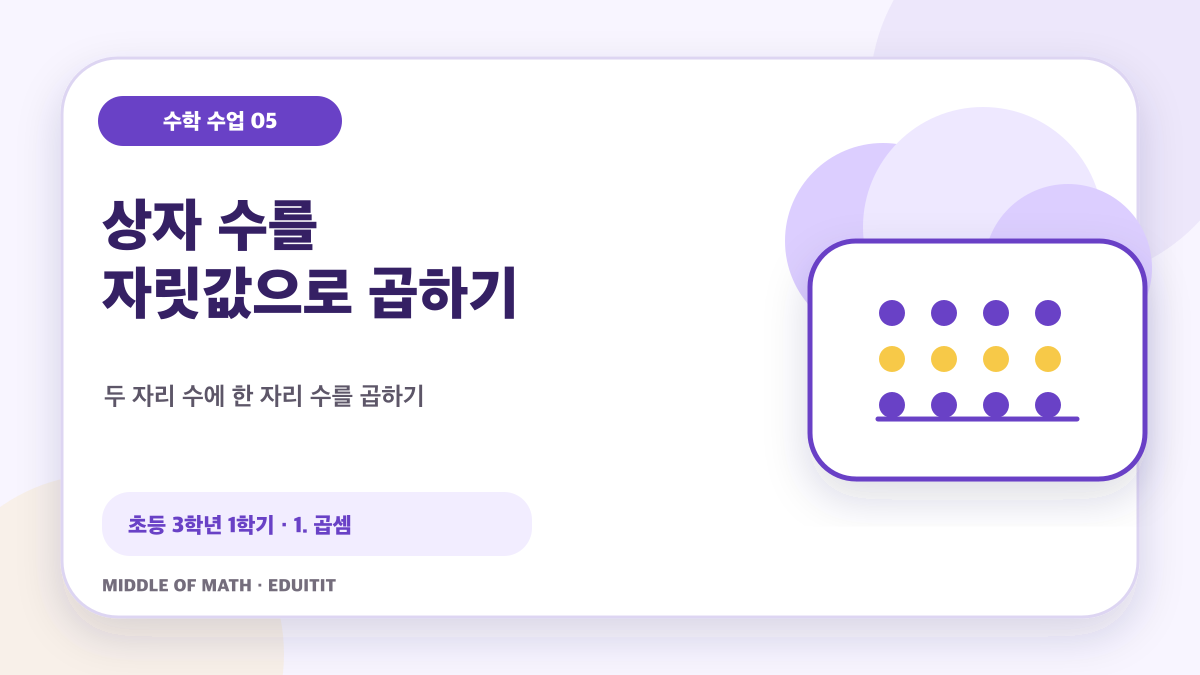 수학 수업 05
상자 수를
자릿값으로 곱하기
두 자리 수에 한 자리 수를 곱하기
초등 3학년 1학기 · 1. 곱셈
MIDDLE OF MATH · EDUITIT